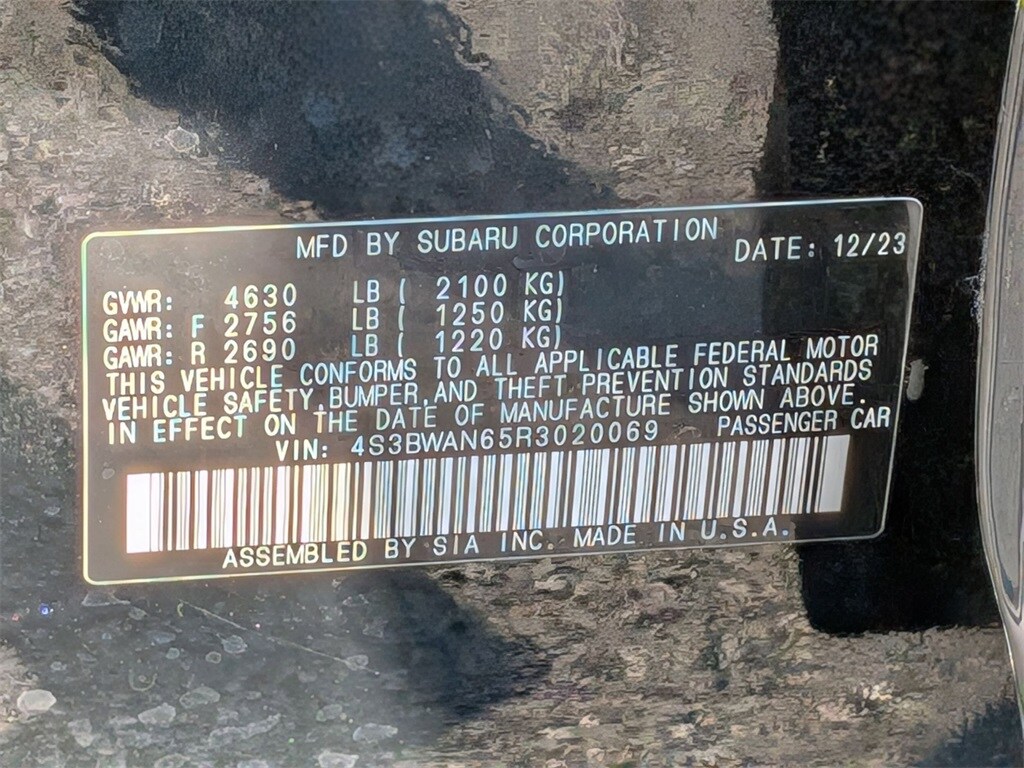 MFD BY SUBARU CORPORATION DATE: 12/23
GVWR: 4630 LB ( 2100 KG)
GAWR: F 2756 LB ( 1250 KG)
GAWR: R 2690 LB ( 1220 KG)
THIS VEHICLE CONFORMS TO ALL APPLICABLE FEDERAL MOTOR
VEHICLE SAFETY,BUMPER,AND THEFT PREVENTION STANDARDS
IN EFFECT ON THE DATE OF MANUFACTURE SHOWN ABOVE.
VIN: 4S3BWAN65R3020069 PASSENGER CAR
ASSEMBLED BY SIA INC. MADE IN U.S.A.